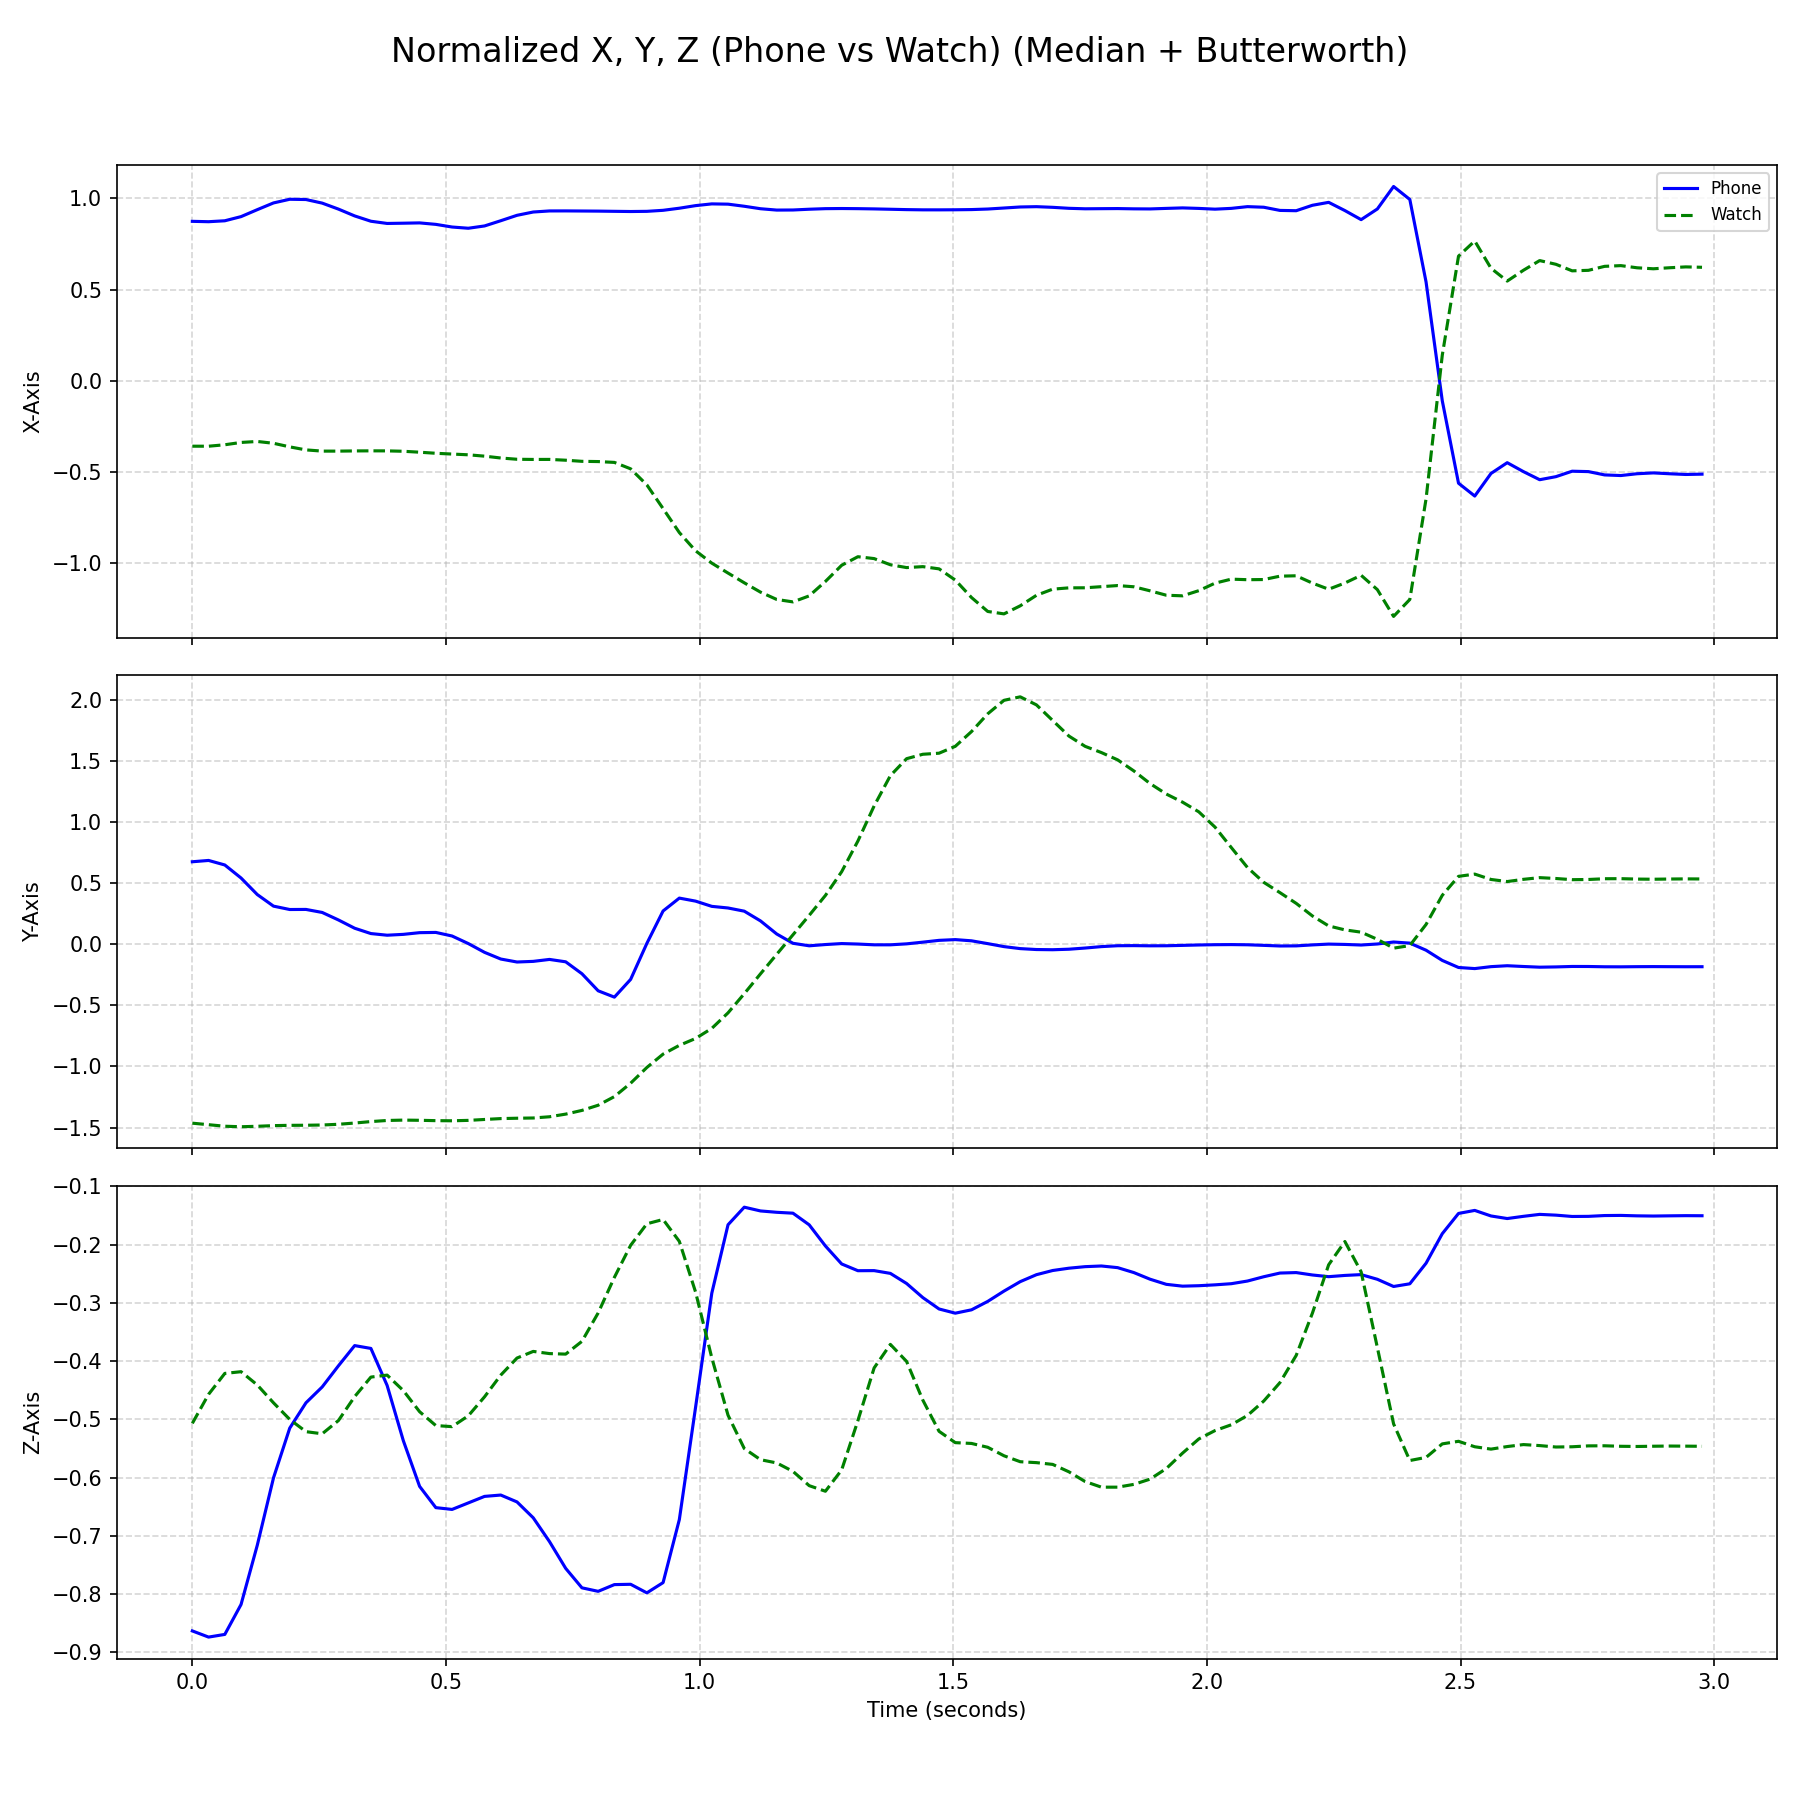 Normalized X, Y, Z (Phone vs Watch) (Median + Butterworth)
Phone
Watch
X-Axis
1.0
0.5
0.0
−0.5
−1.0
Y-Axis
2.0
1.5
1.0
0.5
0.0
−0.5
−1.0
−1.5
Z-Axis
−0.1
−0.2
−0.3
−0.4
−0.5
−0.6
−0.7
−0.8
−0.9
0.0 0.5 1.0 1.5 2.0 2.5 3.0
Time (seconds)